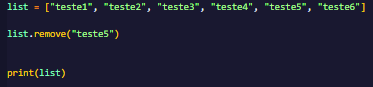 list = ["teste1", "teste2", "teste3", "teste4", "teste5", "teste6"]
list.remove("teste5")
print(list)